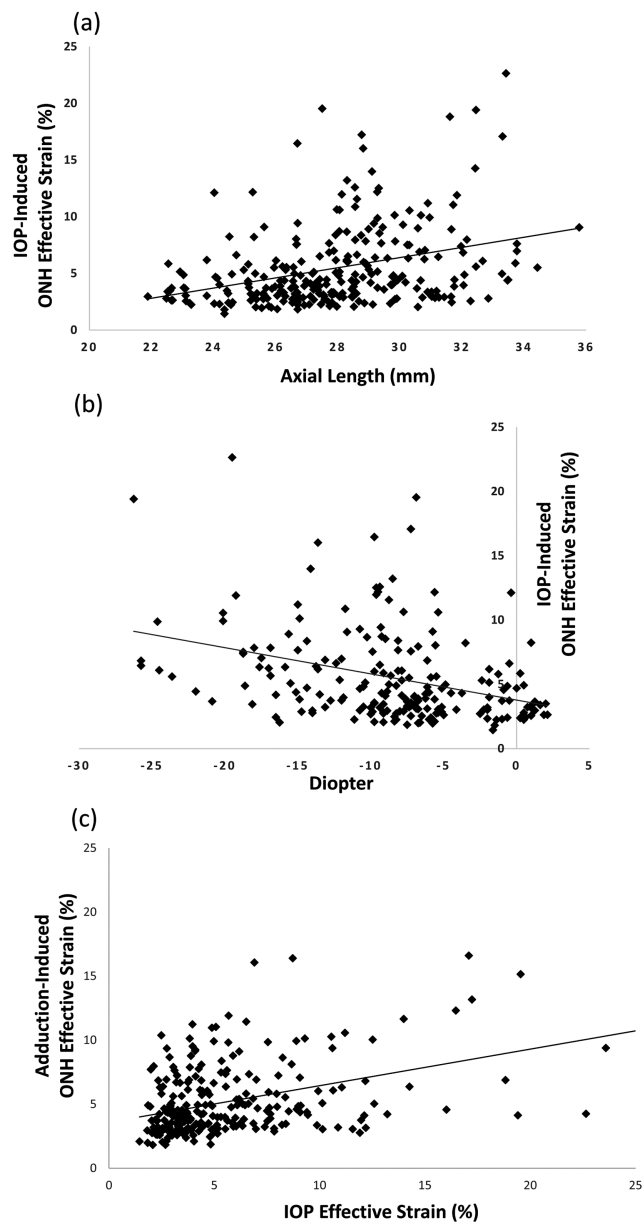 (a)
25
20
15
10
5
0
IOP-Induced
ONH Effective Strain (%)
20 22 24 26 28 30 32 34 36
Axial Length (mm)
(b)
25
20
15
10
5
0
IOP-Induced
ONH Effective Strain (%)
-30 -25 -20 -15 -10 -5 0 5
Diopter
(c)
25
20
15
10
5
0
Adduction-Induced
ONH Effective Strain (%)
0 5 10 15 20 25
IOP Effective Strain (%)